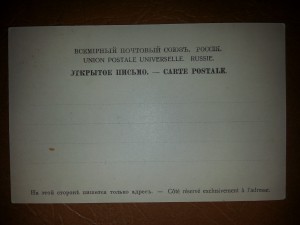 ВСЕМІРНЫЙ ПОЧТОВЫЙ СОЮЗЪ. РОССІЯ.
UNION POSTALE UNIVERSELLE. RUSSIE.
ОТКРЫТОЕ ПИСЬМО. — CARTE POSTALE.
На этой сторонѣ пишется только адресъ. — Côté réservé exclusivement à l'adresse.